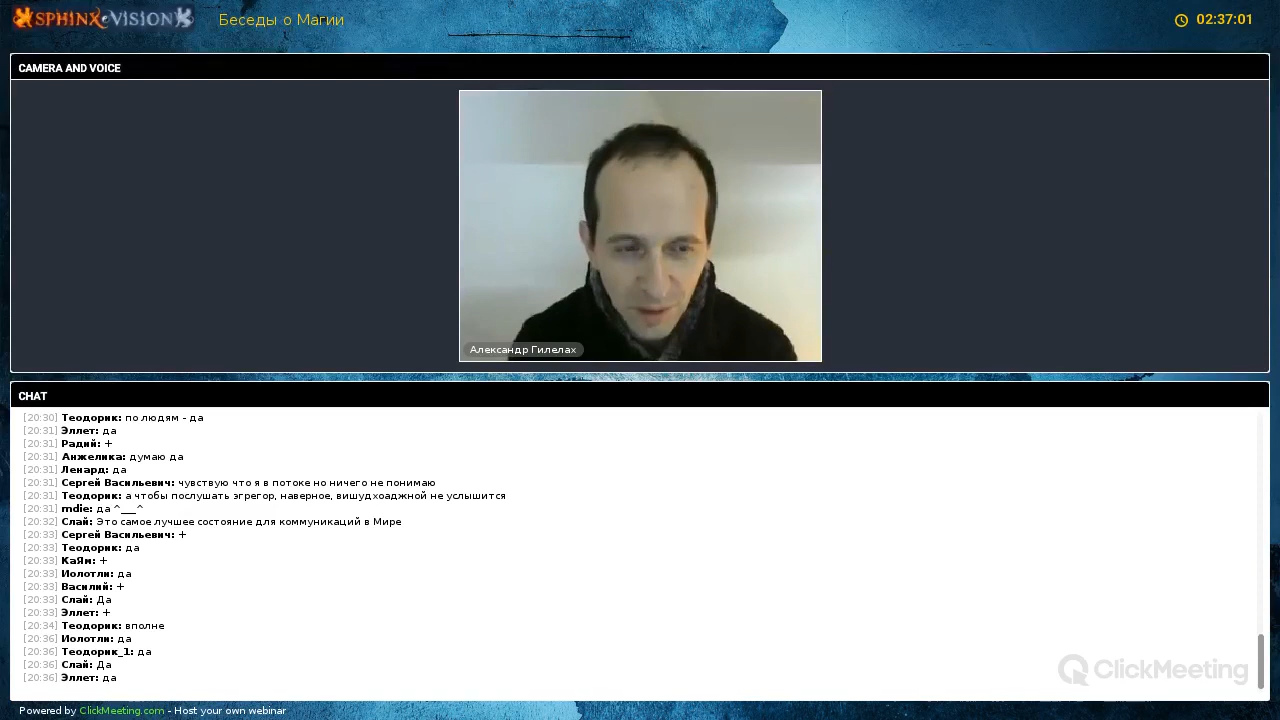 SPHINX VISION
Беседы о Магии
02:37:01
CAMERA AND VOICE
Александр Гилелах
CHAT
[20:30] Теодорик: по людям - да
[20:31] Эллет: да
[20:31] Радий: +
[20:31] Анжелика: думаю да
[20:31] Ленард: да
[20:31] Сергей Васильевич: чувствую что я в потоке но ничего не понимаю
[20:31] Теодорик: а чтобы послушать эгрегор, наверное, вишудхоаджной не услышится
[20:31] mdie: да ^___^
[20:32] Слай: Это самое лучшее состояние для коммуникаций в Мире
[20:33] Сергей Васильевич: +
[20:33] Теодорик: да
[20:33] КаЯм: +
[20:33] Иолотли: да
[20:33] Василий: +
[20:33] Слай: Да
[20:33] Эллет: +
[20:34] Теодорик: вполне
[20:36] Иолотли: да
[20:36] Теодорик_1: да
[20:36] Слай: Да
[20:36] Эллет: да
ClickMeeting
Powered by ClickMeeting.com - Host your own webinar